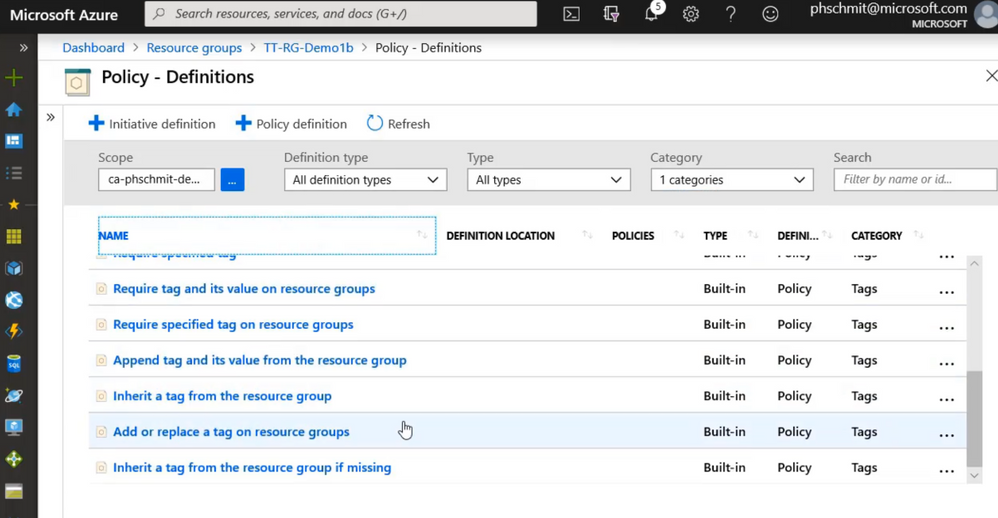 Microsoft Azure
Search resources, services, and docs (G+/)
5
phschmit@microsoft.com
MICROSOFT
Dashboard > Resource groups > TT-RG-Demo1b > Policy - Definitions
Policy - Definitions
Initiative definition Policy definition Refresh
Scope Definition type Type Category Search
ca-phschmit-de... ... All definition types All types 1 categories Filter by name or id...
NAME DEFINITION LOCATION POLICIES TYPE DEFINI... CATEGORY
Require specified tag Built-in Policy Tags ...
Require tag and its value on resource groups Built-in Policy Tags ...
Require specified tag on resource groups Built-in Policy Tags ...
Append tag and its value from the resource group Built-in Policy Tags ...
Inherit a tag from the resource group Built-in Policy Tags ...
Add or replace a tag on resource groups Built-in Policy Tags ...
Inherit a tag from the resource group if missing Built-in Policy Tags ...
SQL